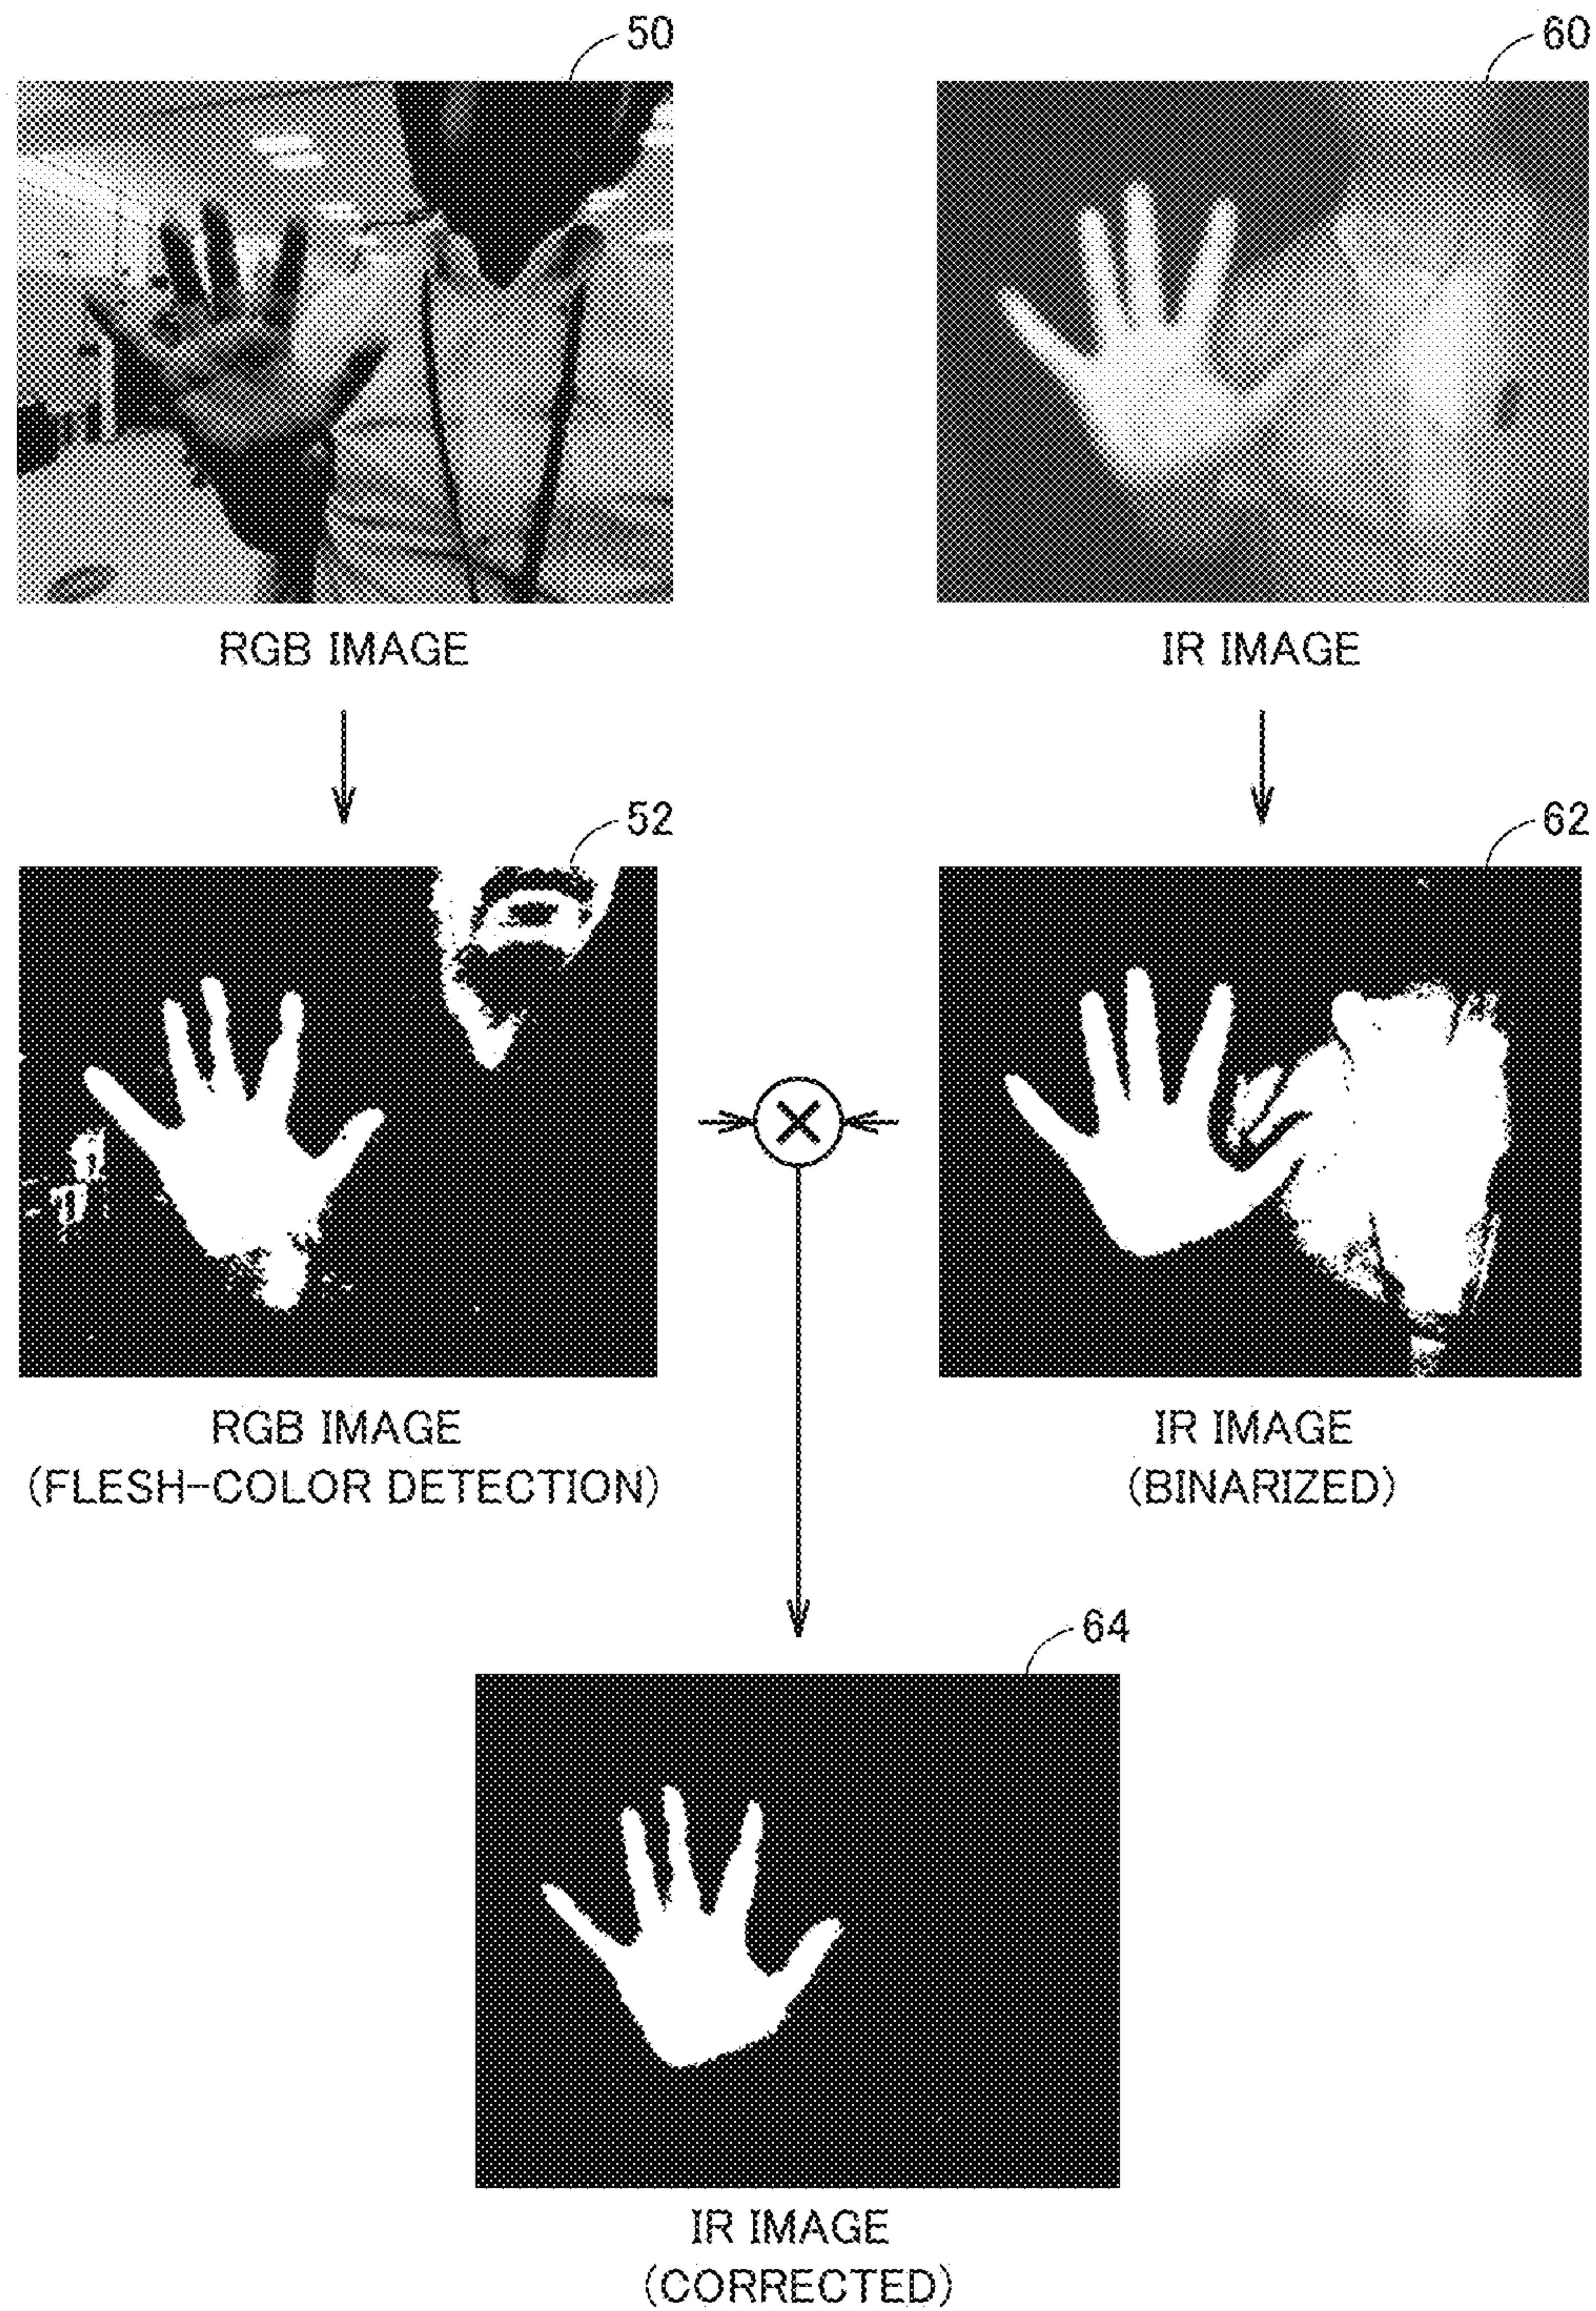 50
60
RGB IMAGE
IR IMAGE
52
62
RGB IMAGE
(FLESH-COLOR DETECTION)
IR IMAGE
(BINARIZED)
64
IR IMAGE
(CORRECTED)